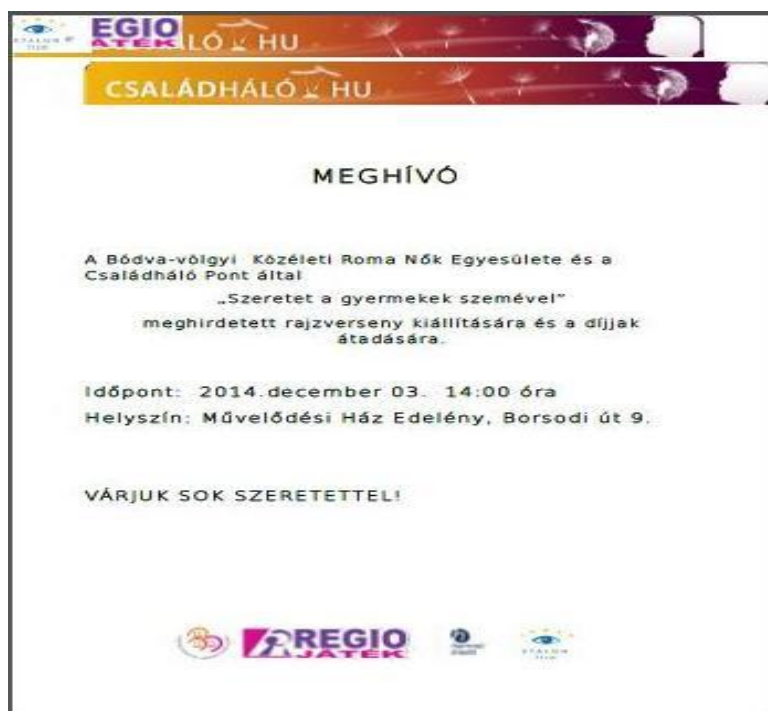 EGIO
JÁTÉK
LÓ HU
CSALÁDHÁLÓ HU
MEGHÍVÓ
A Bódva-völgyi Közéleti Roma Nők Egyesülete és a
Családháló Pont által
„Szeretet a gyermekek szemével"
meghirdetett rajzverseny kiállítására és a díjjak
átadására.
Időpont: 2014.december 03. 14:00 óra
Helyszín: Művelődési Ház Edelény, Borsodi út 9.
VÁRJUK SOK SZERETETTEL!
REGIO
JÁTÉK